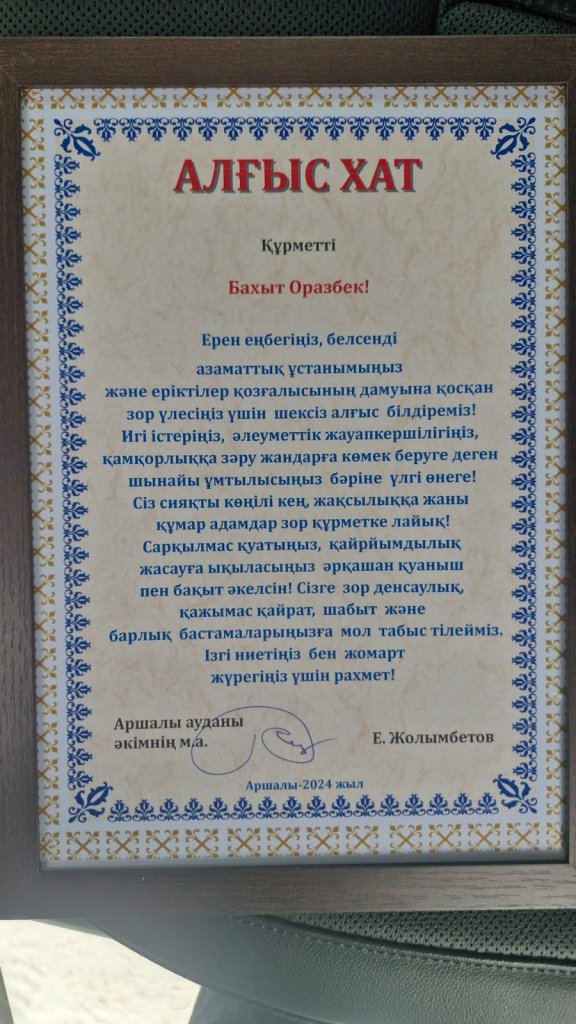 АЛҒЫС ХАТ
Құрметті
Бахыт Оразбек!
Ерен еңбегіңіз, белсенді
азаматтық ұстанымыңыз
және еріктілер қозғалысының дамуына қосқан
зор үлесіңіз үшін шексіз алғыс білдіреміз!
Игі істеріңіз, әлеуметтік жауапкершілігіңіз,
қамқорлыққа зәру жандарға көмек беруге деген
шынайы ұмтылысыңыз бәріне үлгі өнеге!
Сіз сияқты көңілі кең, жақсылыққа жаны
құмар адамдар зор құрметке лайық!
Сарқылмас қуатыңыз, қайрйымдылық
жасауға ықыласыңыз әрқашан қуаныш
пен бақыт әкелсін! Сізге зор денсаулық,
қажымас қайрат, шабыт және
барлық бастамаларыңызға мол табыс тілейміз.
Ізгі ниетіңіз бен жомарт
жүрегіңіз үшін рахмет!
Аршалы ауданы
әкімнің м.а.
Е. Жолымбетов
Аршалы-2024 жыл